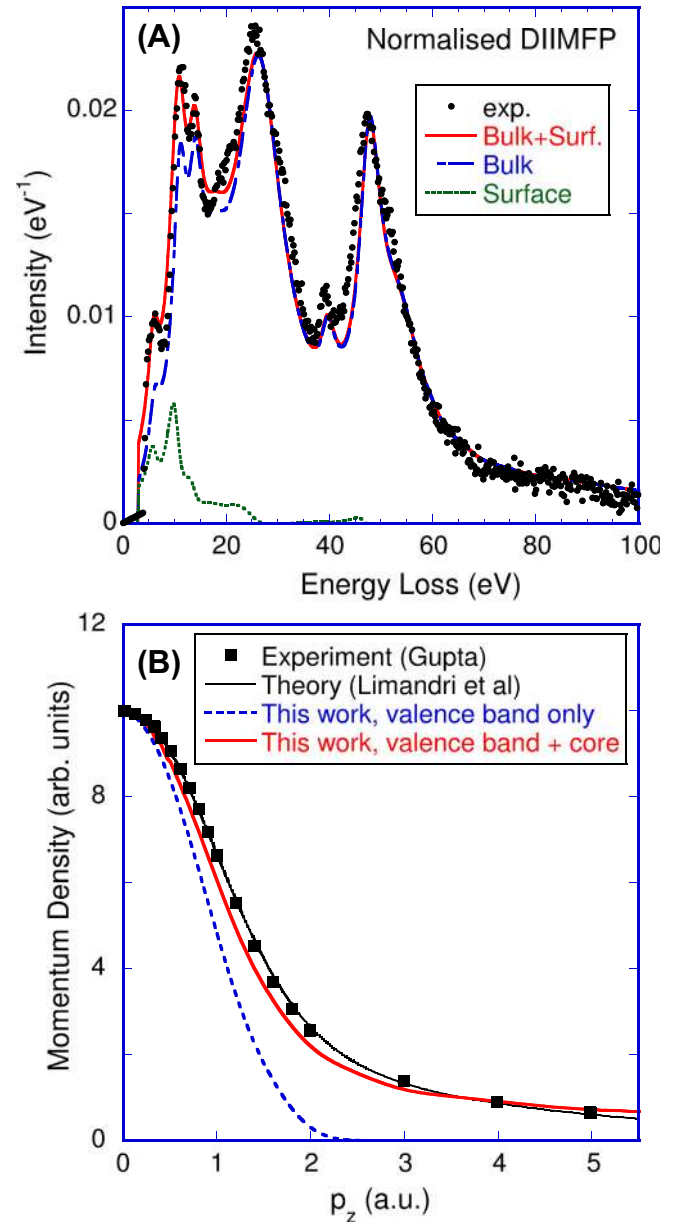 (A)
Normalised DIIMFP
exp.
Bulk+Surf.
Bulk
Surface
0.02
0.01
0
Intensity (eV⁻¹)
0 20 40 60 80 100
Energy Loss (eV)
(B)
Experiment (Gupta)
Theory (Limandri et al)
This work, valence band only
This work, valence band + core
12
8
4
0
Momentum Density (arb. units)
0 1 2 3 4 5
p_z (a.u.)